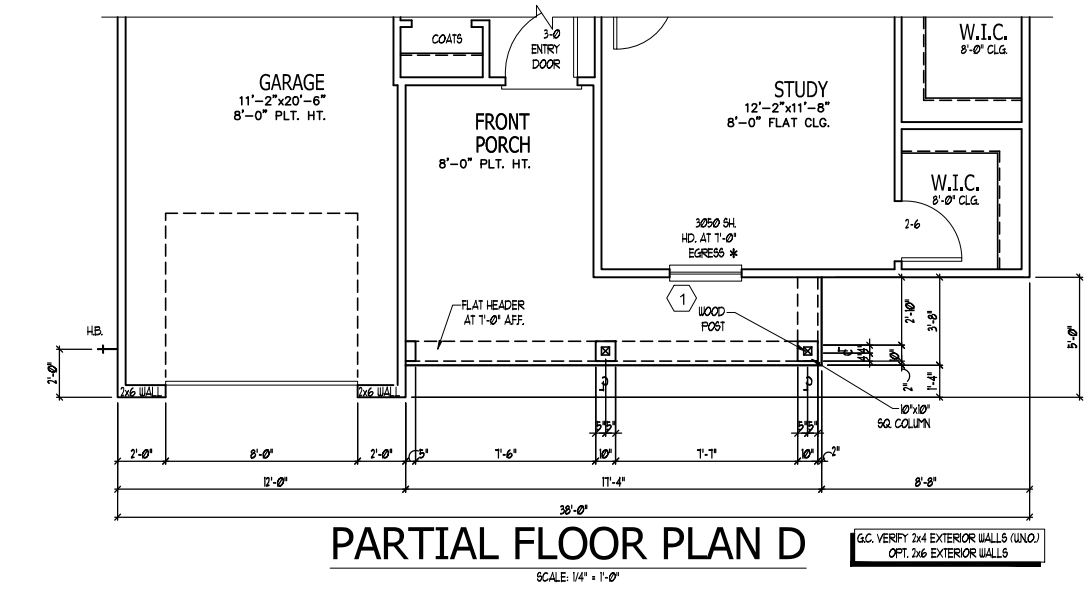 COATS
3-0
ENTRY
DOOR
W.I.C.
8'-0" CLG.
GARAGE
11'-2"x20'-6"
8'-0" PLT. HT.
STUDY
12'-2"x11'-8"
8'-0" FLAT CLG.
FRONT
PORCH
8'-0" PLT. HT.
W.I.C.
8'-0" CLG.
2-6
3050 SH.
HD. AT 7'-0"
EGRESS *
1
FLAT HEADER
AT 7'-0" A.F.F.
WOOD
POST
H.B.
2'-0"
2'-10"
3'-8"
5'-0"
10"
2"
1'-4"
2x6 WALL
2x6 WALL
10"x10"
SQ. COLUMN
5"
5"
5"
5"
2'-0"
8'-0"
2'-0"
5"
7'-6"
10"
7'-7"
10"
2"
12'-0"
17'-4"
8'-8"
38'-0"
PARTIAL FLOOR PLAN D
SCALE: 1/4" = 1'-0"
G.C. VERIFY 2x4 EXTERIOR WALLS (U.N.O.)
OPT. 2x6 EXTERIOR WALLS